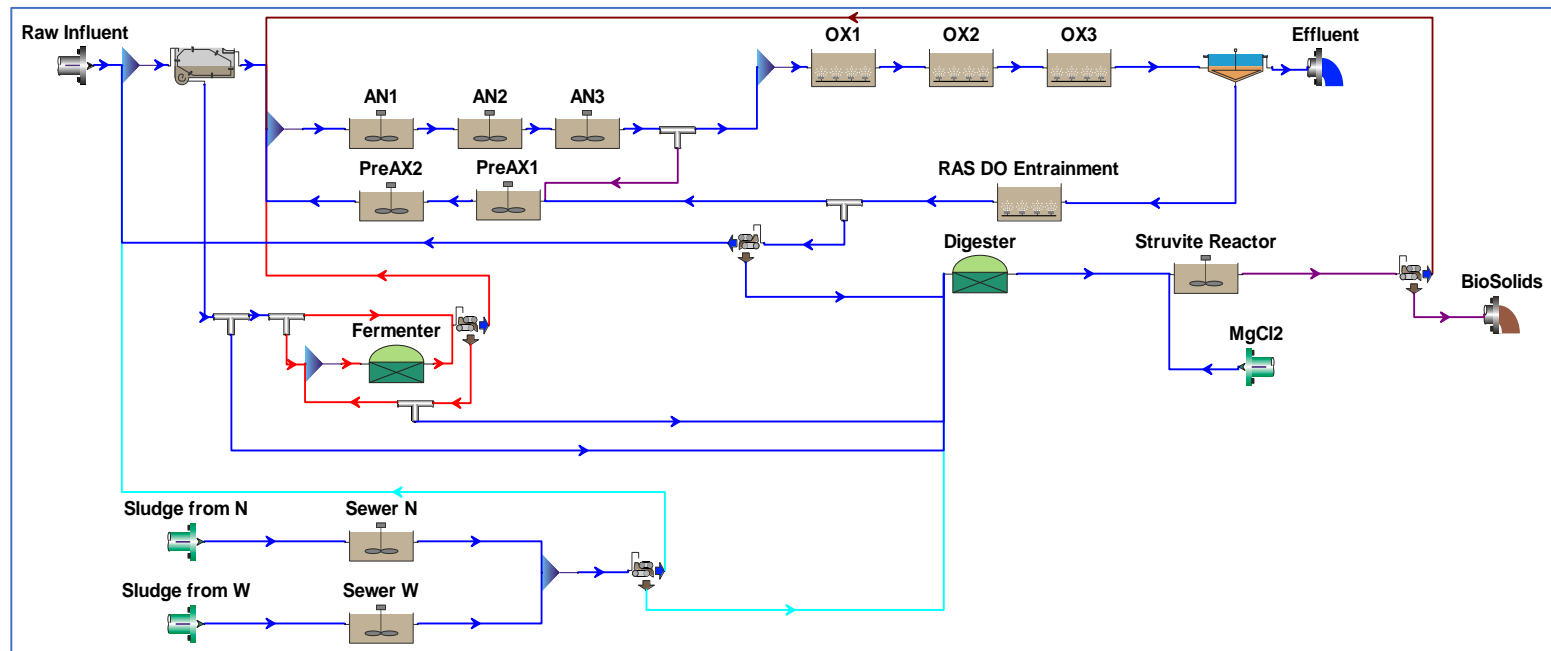 Raw Influent
OX1
OX2
OX3
Effluent
AN1
AN2
AN3
PreAX2
PreAX1
RAS DO Entrainment
Digester
Struvite Reactor
BioSolids
Fermenter
MgCl2
Sludge from N
Sewer N
Sludge from W
Sewer W